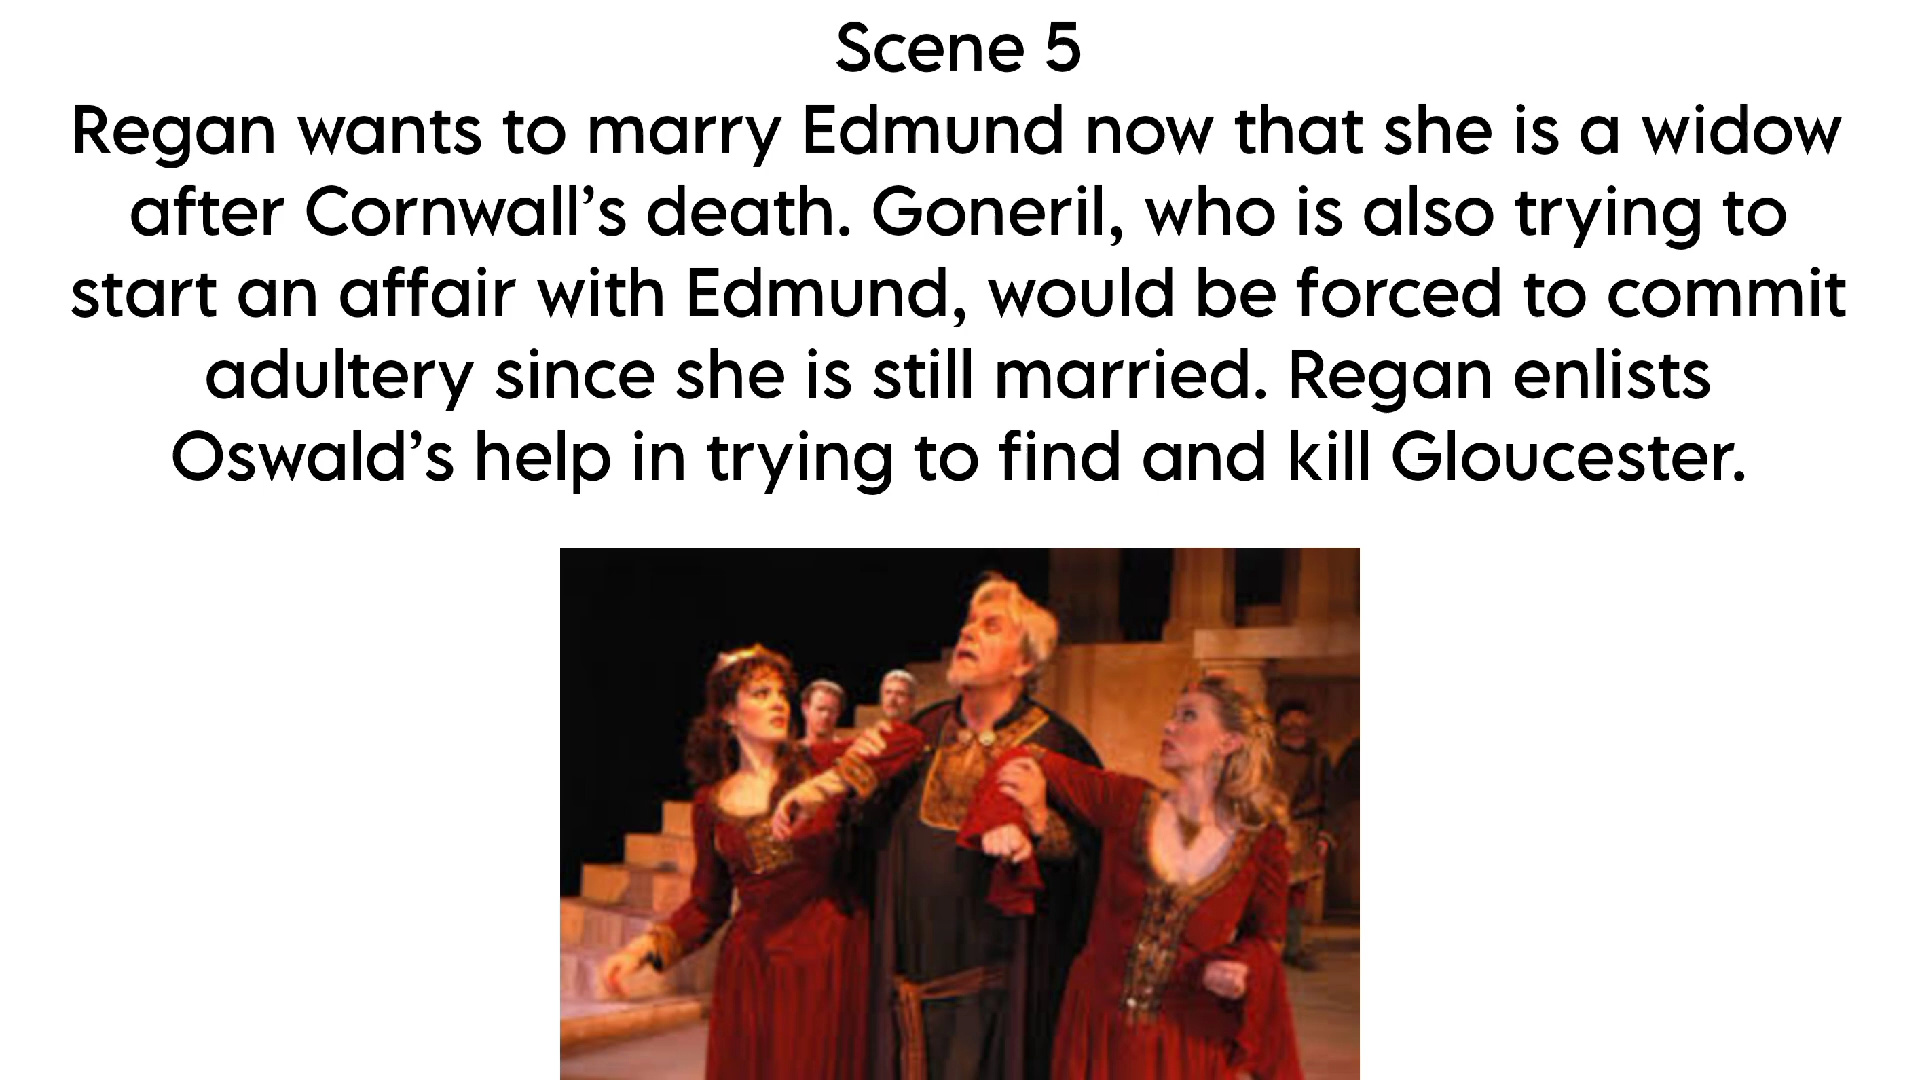 Scene 5
Regan wants to marry Edmund now that she is a widow
after Cornwall’s death. Goneril, who is also trying to
start an affair with Edmund, would be forced to commit
adultery since she is still married. Regan enlists
Oswald’s help in trying to find and kill Gloucester.